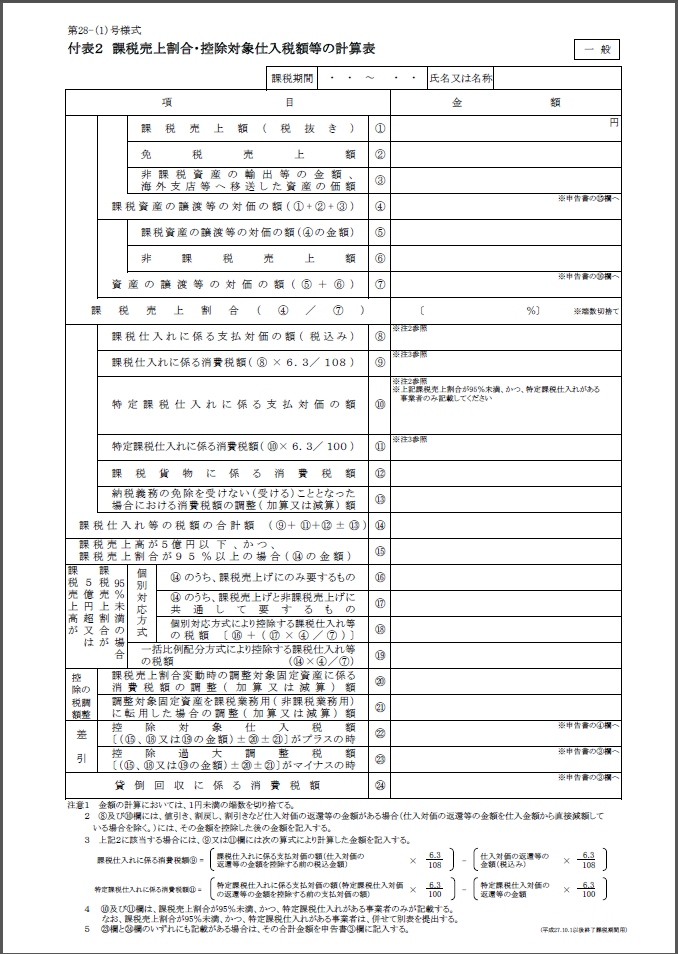 第28-(1)号様式
付表2 課税売上割合・控除対象仕入税額等の計算表
一 般
課税期間 ・ ・ ～ ・ ・ 氏名又は名称
項 目 金 額
課税売上額（税抜き） ① 円
免税売上額 ②
非課税資産の輸出等の金額、
海外支店等へ移送した資産の価額 ③
課税資産の譲渡等の対価の額（①＋②＋③） ④ ※申告書の⑮欄へ
課税資産の譲渡等の対価の額（④の金額） ⑤
非課税売上額 ⑥
資産の譲渡等の対価の額（⑤＋⑥） ⑦ ※申告書の⑯欄へ
課税売上割合（④／⑦） 〔 ％〕 ※端数切捨て
課税仕入れに係る支払対価の額（税込み） ⑧ ※注2参照
課税仕入れに係る消費税額（⑧×6.3／108） ⑨ ※注3参照
特定課税仕入れに係る支払対価の額 ⑩ ※注2参照
※上記課税売上割合が95％未満、かつ、特定課税仕入れがある
事業者のみ記載してください
特定課税仕入れに係る消費税額（⑩×6.3／100） ⑪ ※注3参照
課税貨物に係る消費税額 ⑫
納税義務の免除を受けない（受ける）こととなった
場合における消費税額の調整（加算又は減算）額 ⑬
課税仕入れ等の税額の合計額 （⑨＋⑪＋⑫±⑬） ⑭
課税売上高が5億円以下、かつ、
課税売上割合が95％以上の場合（⑭の金額） ⑮
課税売上高が
5億円超又は
課税売上割合が
95％未満の場合
個別対応方式
⑭のうち、課税売上げにのみ要するもの ⑯
⑭のうち、課税売上げと非課税売上げに
共通して要するもの ⑰
個別対応方式により控除する課税仕入れ等
の税額 〔⑯＋（⑰×④／⑦）〕 ⑱
一括比例配分方式により控除する課税仕入れ等
の税額 （⑭×④／⑦） ⑲
控除の税調整額
課税売上割合変動時の調整対象固定資産に係る
消費税額の調整（加算又は減算）額 ⑳
調整対象固定資産を課税業務用（非課税業務用）
に転用した場合の調整（加算又は減算）額 ㉑
差引
控除対象仕入税額
〔（⑮、⑱又は⑲の金額）±⑳±㉑〕がプラスの時 ㉒ ※申告書の④欄へ
控除過大調整税額
〔（⑮、⑱又は⑲の金額）±⑳±㉑〕がマイナスの時 ㉓ ※申告書の③欄へ
貸倒回収に係る消費税額 ㉔ ※申告書の③欄へ
注意1 金額の計算においては、1円未満の端数を切り捨てる。
2 ⑧及び⑩欄には、値引き、割戻し、割引きなど仕入対価の返還等の金額がある場合（仕入対価の返還等の金額を仕入金額から直接減額して
いる場合を除く。）には、その金額を控除した後の金額を記入する。
3 上記2に該当する場合には、⑨又は⑪欄には次の算式により計算した金額を記入する。
課税仕入れに係る消費税額⑨＝ 〔課税仕入れに係る支払対価の額（仕入対価の返還等の金額を控除する前の税込金額） × 6.3／108〕 － 〔仕入対価の返還等の金額（税込） × 6.3／108〕
特定課税仕入れに係る消費税額⑪＝ 〔特定課税仕入れに係る支払対価の額（特定課税仕入対価の返還等の金額を控除する前の支払対価の額） × 6.3／100〕 － 〔特定課税仕入対価の返還等の金額 × 6.3／100〕
4 ⑩及び⑪欄は、課税売上割合が95％未満、かつ、特定課税仕入れがある事業者のみが記載する。
なお、課税売上割合が95％未満、かつ、特定課税仕入れがある事業者は、併せて別表を提出する。
5 ㉓欄と㉔欄のいずれにも記載がある場合は、その合計金額を申告書③欄に記入する。
（平成27.10.1以後終了課税期間用）